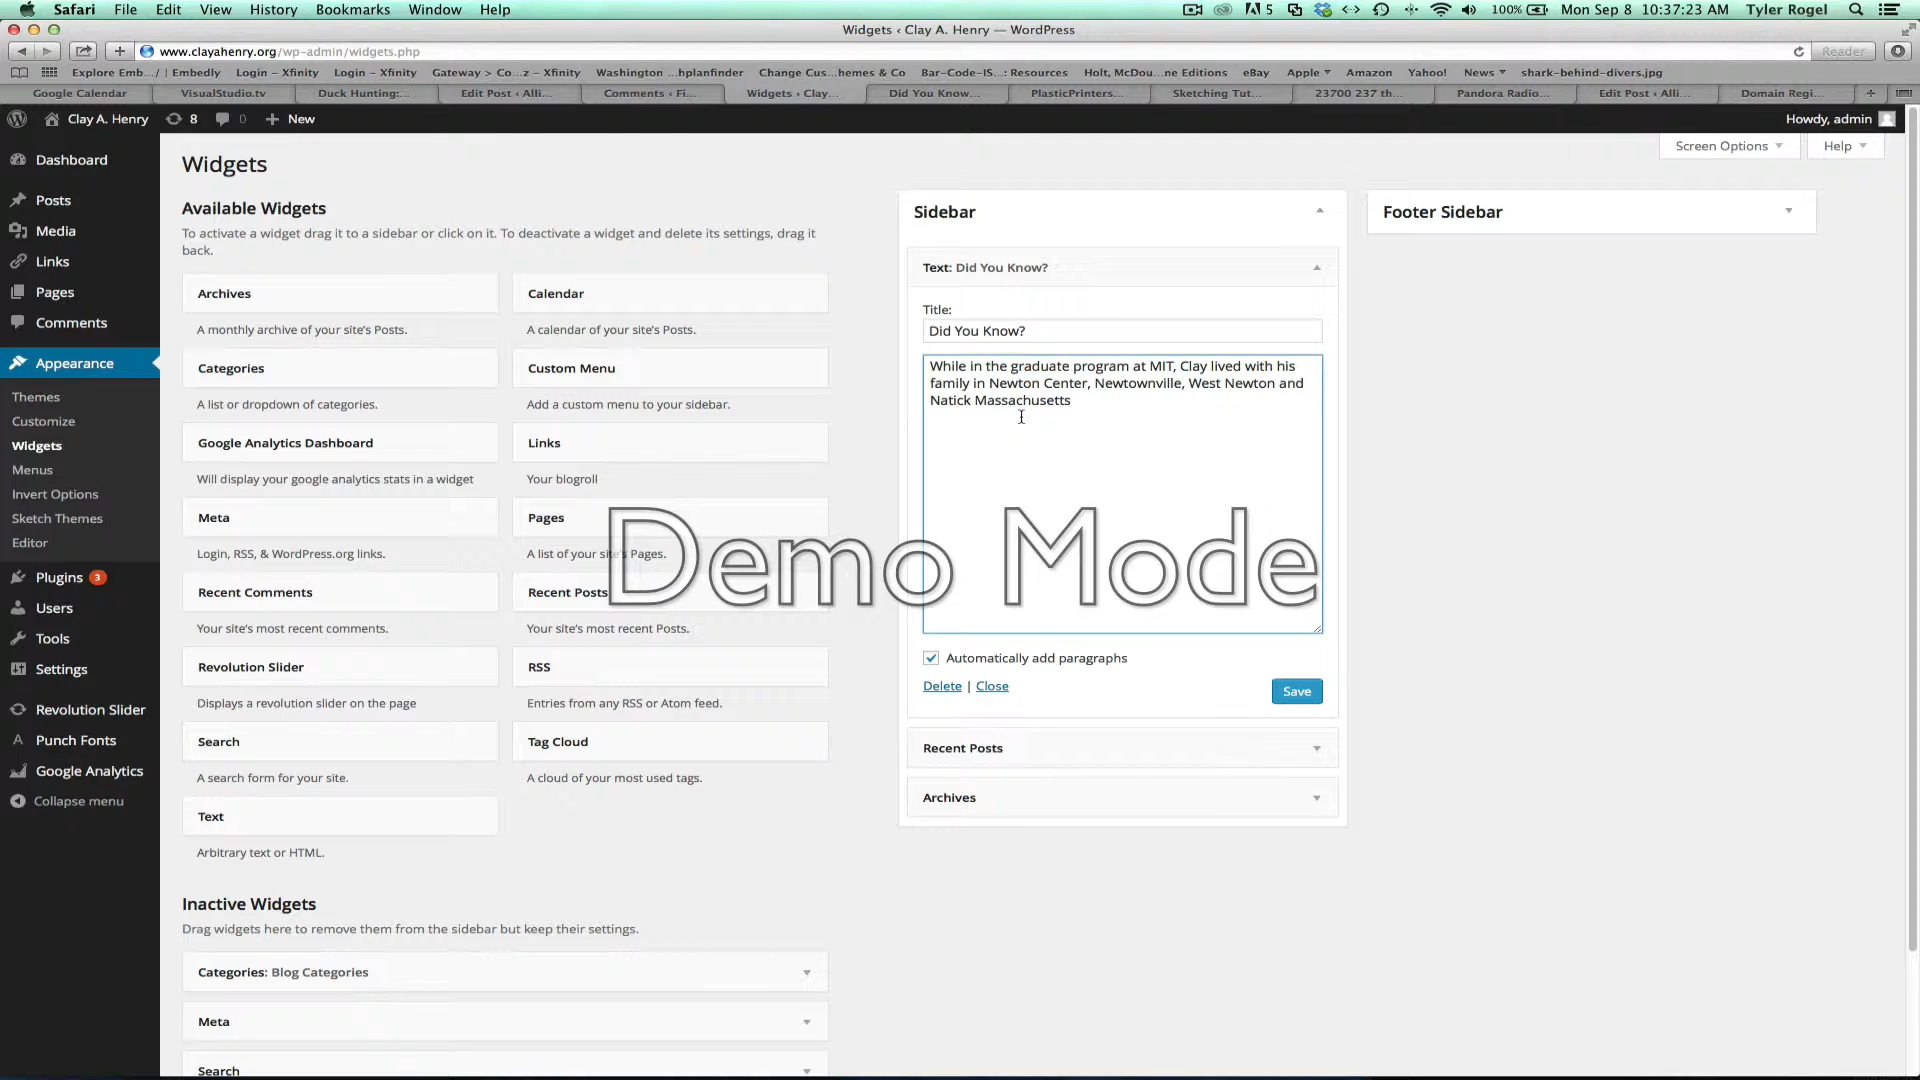 Safari File Edit View History Bookmarks Window Help 5 100% Mon Sep 8 10:37:23 AM Tyler Rogel
Widgets ‹ Clay A. Henry — WordPress
www.clayahenry.org/wp-admin/widgets.php Reader
Explore Emb.../ | Embedly Login – Xfinity Login – Xfinity Gateway > Co...z – Xfinity Washington ...hplanfinder Change Cus...hemes & Co Bar-Code-IS...: Resources Holt, McDou...ne Editions eBay Apple Amazon Yahoo! News shark-behind-divers.jpg
Google Calendar VisualStudio.tv Duck Hunting:... Edit Post ‹ Alli... Comments ‹ Fi... Widgets ‹ Clay... Did You Know... PlasticPrinters... Sketching Tut... 23700 237 th... Pandora Radio... Edit Post ‹ Alli... Domain Regi...
Clay A. Henry 8 0 + New Howdy, admin
Screen Options Help
Dashboard
Posts
Media
Links
Pages
Comments
Appearance
Themes
Customize
Widgets
Menus
Invert Options
Sketch Themes
Editor
Plugins 3
Users
Tools
Settings
Revolution Slider
Punch Fonts
Google Analytics
Collapse menu
Widgets
Available Widgets
To activate a widget drag it to a sidebar or click on it. To deactivate a widget and delete its settings, drag it
back.
Archives Calendar
A monthly archive of your site's Posts. A calendar of your site's Posts.
Categories Custom Menu
A list or dropdown of categories. Add a custom menu to your sidebar.
Google Analytics Dashboard Links
Will display your google analytics stats in a widget Your blogroll
Meta Pages
Login, RSS, & WordPress.org links. A list of your site's Pages.
Recent Comments Recent Posts
Your site's most recent comments. Your site's most recent Posts.
Revolution Slider RSS
Displays a revolution slider on the page Entries from any RSS or Atom feed.
Search Tag Cloud
A search form for your site. A cloud of your most used tags.
Text
Arbitrary text or HTML.
Inactive Widgets
Drag widgets here to remove them from the sidebar but keep their settings.
Categories: Blog Categories
Meta
Search
Sidebar
Text: Did You Know?
Title:
Did You Know?
While in the graduate program at MIT, Clay lived with his
family in Newton Center, Newtownville, West Newton and
Natick Massachusetts
Demo Mode
Automatically add paragraphs
Delete | Close Save
Recent Posts
Archives
Footer Sidebar